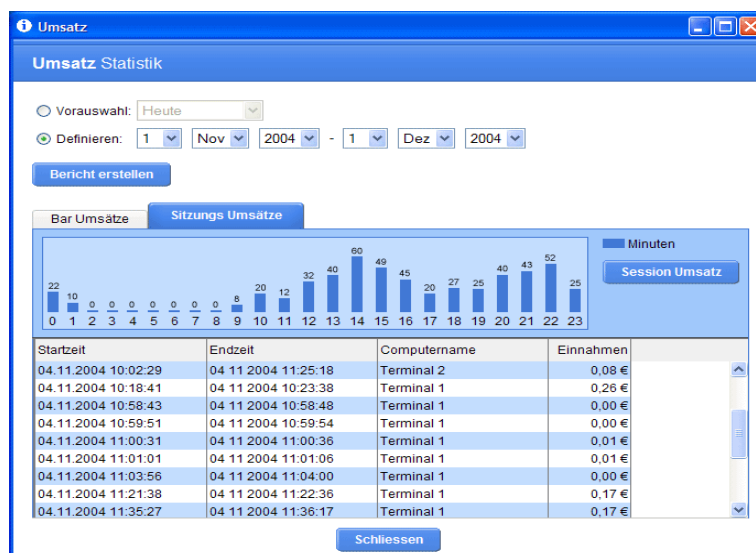 Umsatz
Umsatz Statistik
Vorauswahl: Heute
Definieren: 1 Nov 2004 - 1 Dez 2004
Bericht erstellen
Bar Umsätze Sitzungs Umsätze
Minuten
Session Umsatz
22 10 0 0 0 0 0 0 0 8 20 12 32 40 60 49 45 20 27 25 40 43 52 25
0 1 2 3 4 5 6 7 8 9 10 11 12 13 14 15 16 17 18 19 20 21 22 23
Startzeit Endzeit Computername Einnahmen
04.11.2004 10:02:29 04 11 2004 11:25:18 Terminal 2 0,08 €
04.11.2004 10:18:41 04 11 2004 10:23:38 Terminal 1 0,26 €
04.11.2004 10:58:43 04 11 2004 10:58:48 Terminal 1 0,00 €
04.11.2004 10:59:51 04 11 2004 10:59:54 Terminal 1 0,00 €
04.11.2004 11:00:31 04 11 2004 11:00:36 Terminal 1 0,01 €
04.11.2004 11:01:01 04 11 2004 11:01:06 Terminal 1 0,01 €
04.11.2004 11:03:56 04 11 2004 11:04:00 Terminal 1 0,00 €
04.11.2004 11:21:38 04 11 2004 11:22:36 Terminal 1 0,17 €
04.11.2004 11:35:27 04 11 2004 11:36:17 Terminal 1 0,17 €
Schliessen